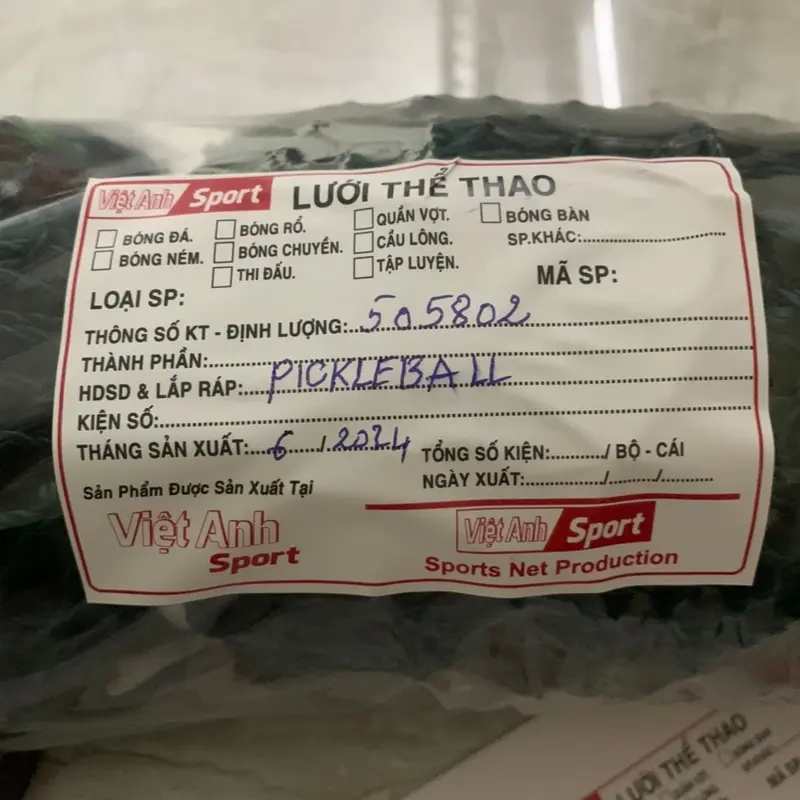 Việt Anh Sport LƯỚI THỂ THAO
BÓNG ĐÁ. BÓNG RỔ. QUẦN VỢT. BÓNG BÀN
BÓNG NÉM. BÓNG CHUYỀN. CẦU LÔNG. SP.KHÁC:
THI ĐẤU. TẬP LUYỆN.
LOẠI SP: MÃ SP:
THÔNG SỐ KT - ĐỊNH LƯỢNG: 505802
THÀNH PHẦN:
HDSD & LẮP RÁP: PICKLEBALL
KIỆN SỐ:
THÁNG SẢN XUẤT: 6 / 2024 TỔNG SỐ KIỆN:.........../ BỘ - CÁI
NGÀY XUẤT:............/.........../...........
Sản Phẩm Được Sản Xuất Tại
Việt Anh Sport
Việt Anh Sport
Sports Net Production
LƯỚI THỂ THAO